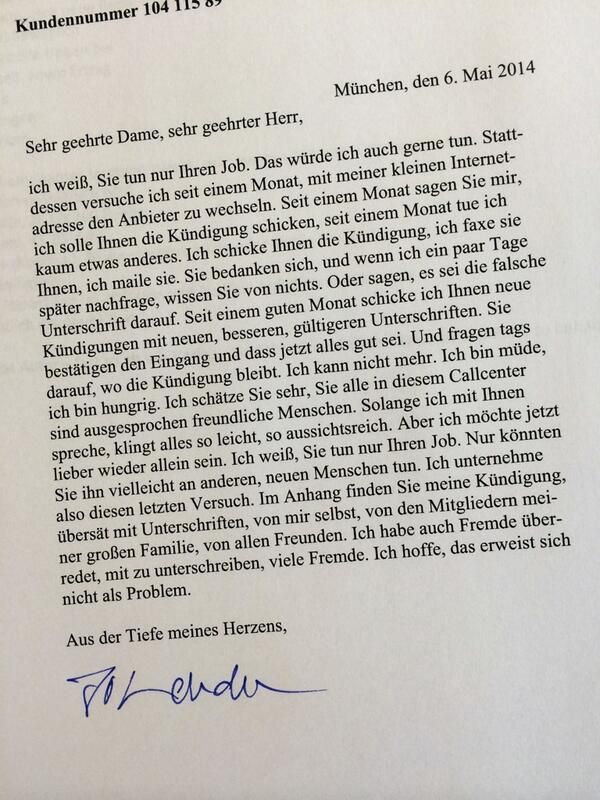 Kundennummer 104 115 89
München, den 6. Mai 2014
Sehr geehrte Dame, sehr geehrter Herr,
ich weiß, Sie tun nur Ihren Job. Das würde ich auch gerne tun. Statt-
dessen versuche ich seit einem Monat, mit meiner kleinen Internet-
adresse den Anbieter zu wechseln. Seit einem Monat sagen Sie mir,
ich solle Ihnen die Kündigung schicken, seit einem Monat tue ich
kaum etwas anderes. Ich schicke Ihnen die Kündigung, ich faxe sie
Ihnen, ich maile sie. Sie bedanken sich, und wenn ich ein paar Tage
später nachfrage, wissen Sie von nichts. Oder sagen, es sei die falsche
Unterschrift darauf. Seit einem guten Monat schicke ich Ihnen neue
Kündigungen mit neuen, besseren, gültigeren Unterschriften. Sie
bestätigen den Eingang und dass jetzt alles gut sei. Und fragen tags
darauf, wo die Kündigung bleibt. Ich kann nicht mehr. Ich bin müde,
ich bin hungrig. Ich schätze Sie sehr, Sie alle in diesem Callcenter
sind ausgesprochen freundliche Menschen. Solange ich mit Ihnen
spreche, klingt alles so leicht, so aussichtsreich. Aber ich möchte jetzt
lieber wieder allein sein. Ich weiß, Sie tun nur Ihren Job. Nur könnten
Sie ihn vielleicht an anderen, neuen Menschen tun. Ich unternehme
also diesen letzten Versuch. Im Anhang finden Sie meine Kündigung,
übersät mit Unterschriften, von mir selbst, von den Mitgliedern mei-
ner großen Familie, von allen Freunden. Ich habe auch Fremde über-
redet, mit zu unterschreiben, viele Fremde. Ich hoffe, das erweist sich
nicht als Problem.
Aus der Tiefe meines Herzens,